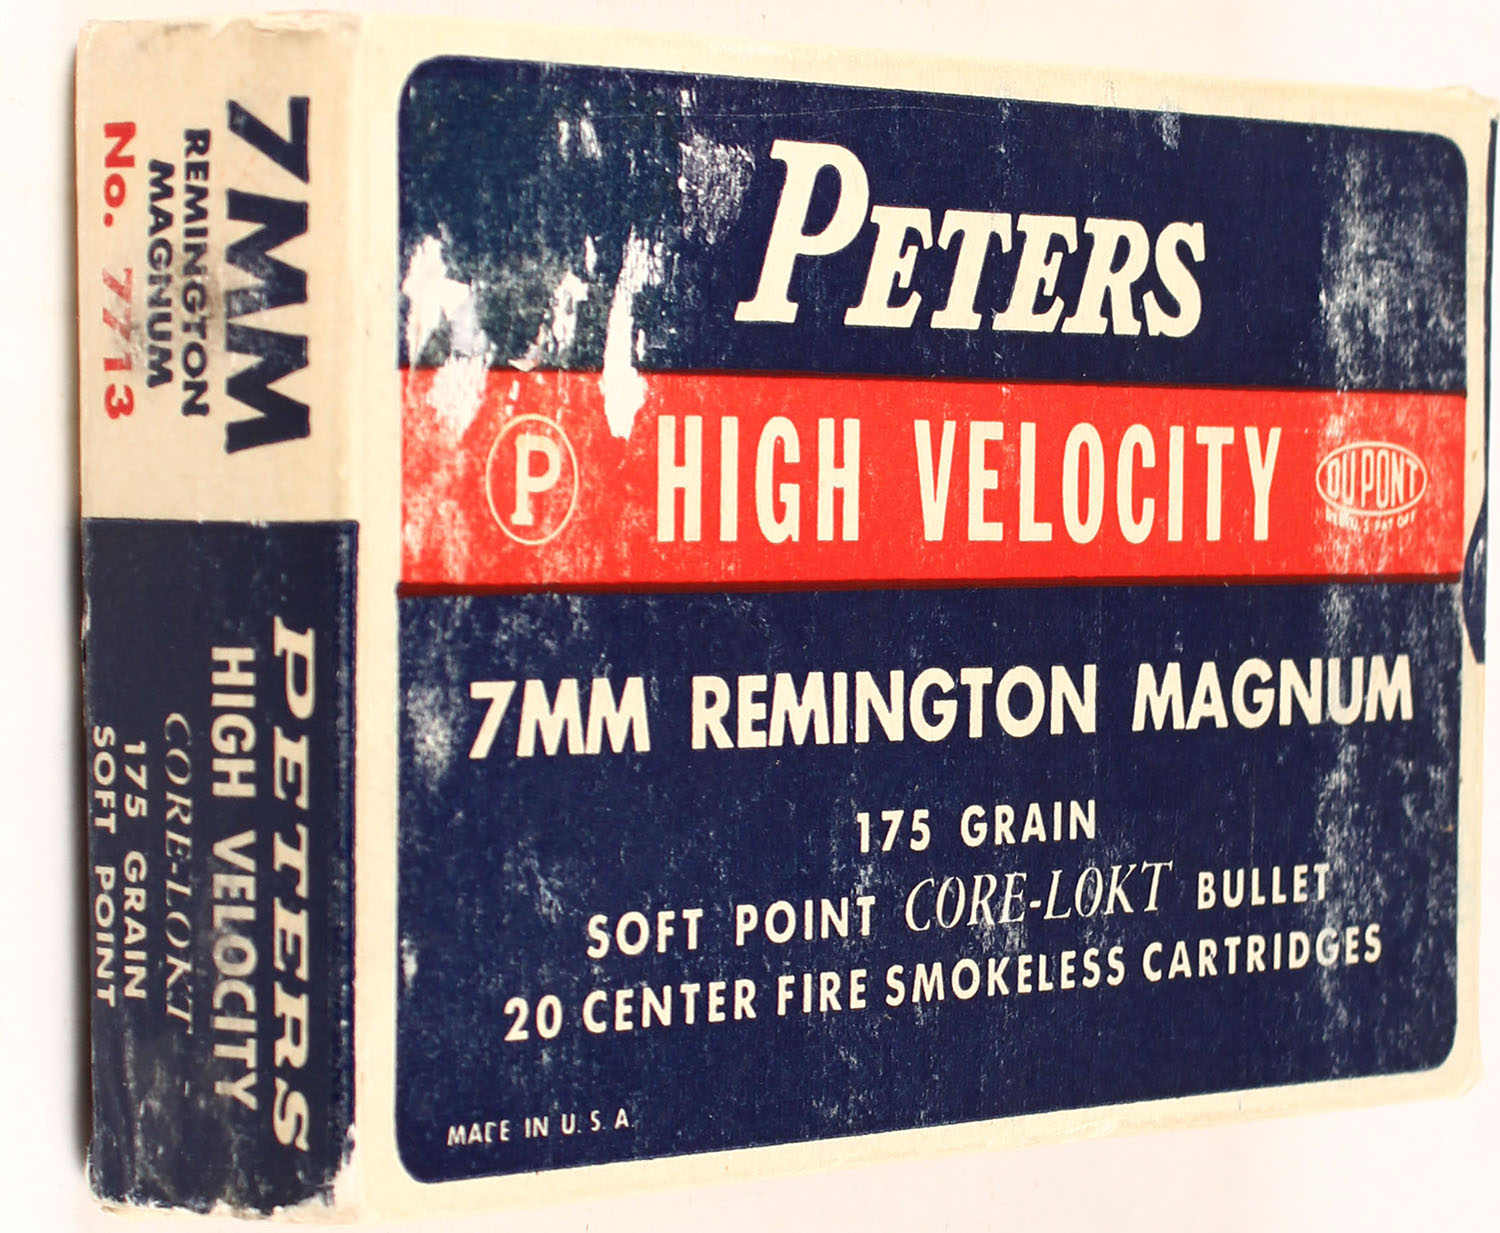 PETERS
P
HIGH VELOCITY
DU PONT
7MM REMINGTON MAGNUM
175 GRAIN
SOFT POINT CORE-LOKT BULLET
20 CENTER FIRE SMOKELESS CARTRIDGES
MADE IN U.S.A.
7MM
REMINGTON
MAGNUM
No. 7713
PETERS
HIGH VELOCITY
CORE-LOKT
175 GRAIN
SOFT POINT